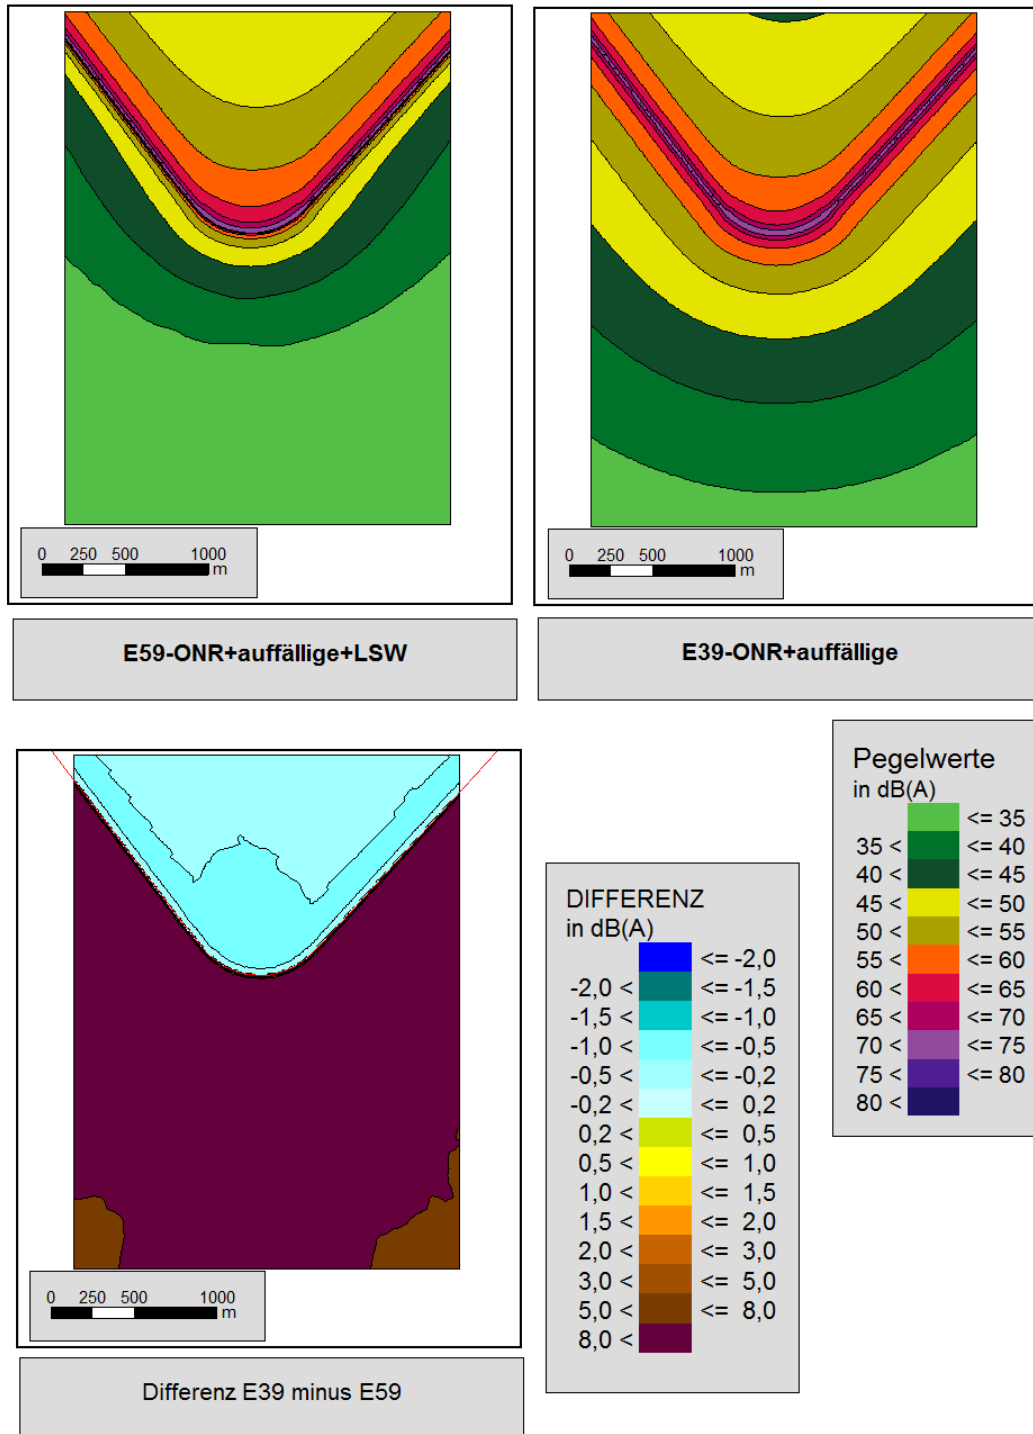 0 250 500 1000
m
0 250 500 1000
m
E59-ONR+auffällige+LSW
E39-ONR+auffällige
Pegelwerte
in dB(A)
<= 35
35 < <= 40
40 < <= 45
45 < <= 50
50 < <= 55
55 < <= 60
60 < <= 65
65 < <= 70
70 < <= 75
75 < <= 80
80 <
DIFFERENZ
in dB(A)
<= -2,0
-2,0 < <= -1,5
-1,5 < <= -1,0
-1,0 < <= -0,5
-0,5 < <= -0,2
-0,2 < <= 0,2
0,2 < <= 0,5
0,5 < <= 1,0
1,0 < <= 1,5
1,5 < <= 2,0
2,0 < <= 3,0
3,0 < <= 5,0
5,0 < <= 8,0
8,0 <
0 250 500 1000
m
Differenz E39 minus E59